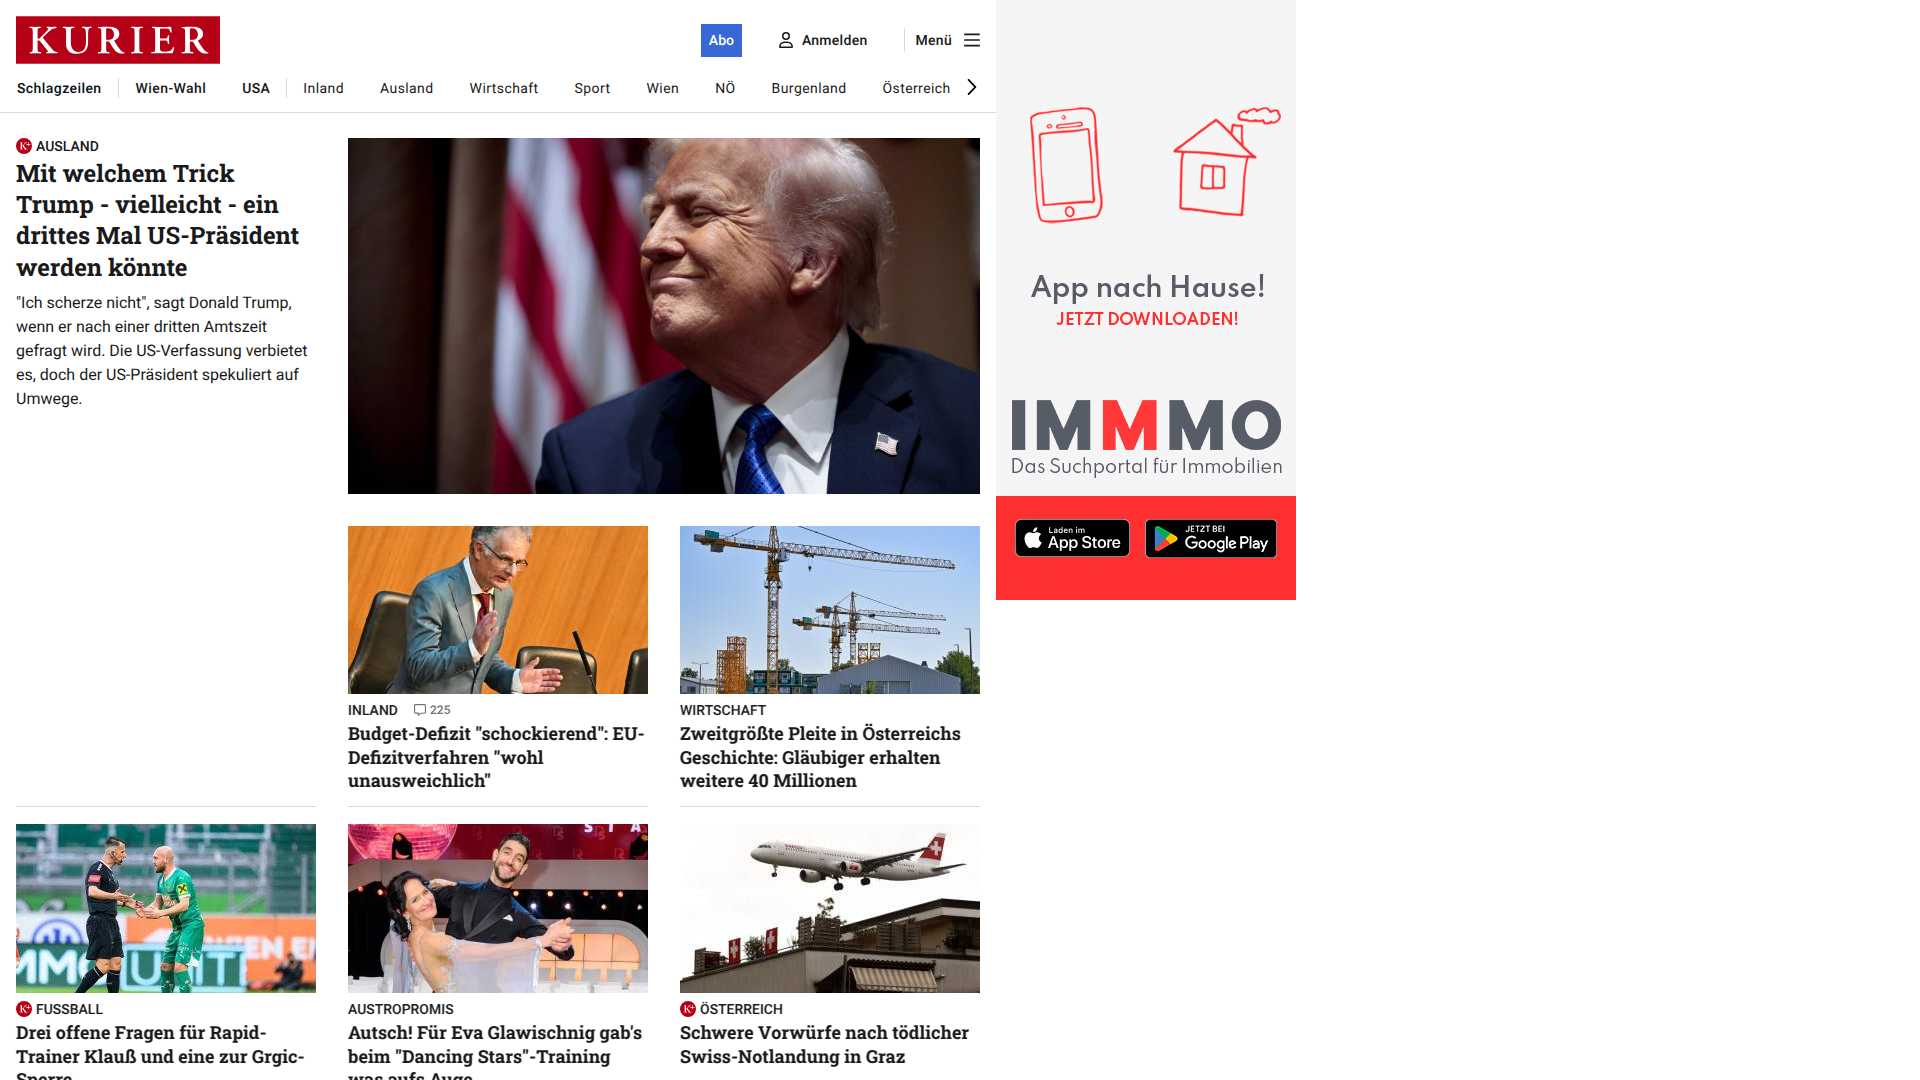 KURIER
Abo
Anmelden
Menü
Schlagzeilen
Wien-Wahl
USA
Inland
Ausland
Wirtschaft
Sport
Wien
NÖ
Burgenland
Österreich
K+ AUSLAND
Mit welchem Trick
Trump - vielleicht - ein
drittes Mal US-Präsident
werden könnte
"Ich scherze nicht", sagt Donald Trump,
wenn er nach einer dritten Amtszeit
gefragt wird. Die US-Verfassung verbietet
es, doch der US-Präsident spekuliert auf
Umwege.
INLAND 225
Budget-Defizit "schockierend": EU-
Defizitverfahren "wohl
unausweichlich"
WIRTSCHAFT
Zweitgrößte Pleite in Österreichs
Geschichte: Gläubiger erhalten
weitere 40 Millionen
K+ FUSSBALL
Drei offene Fragen für Rapid-
Trainer Klauß und eine zur Grgic-
Sperre
AUSTROPROMIS
Autsch! Für Eva Glawischnig gab's
beim "Dancing Stars"-Training
was aufs Auge
K+ ÖSTERREICH
Schwere Vorwürfe nach tödlicher
Swiss-Notlandung in Graz
App nach Hause!
JETZT DOWNLOADEN!
IMMMO
Das Suchportal für Immobilien
Laden im
App Store
JETZT BEI
Google Play